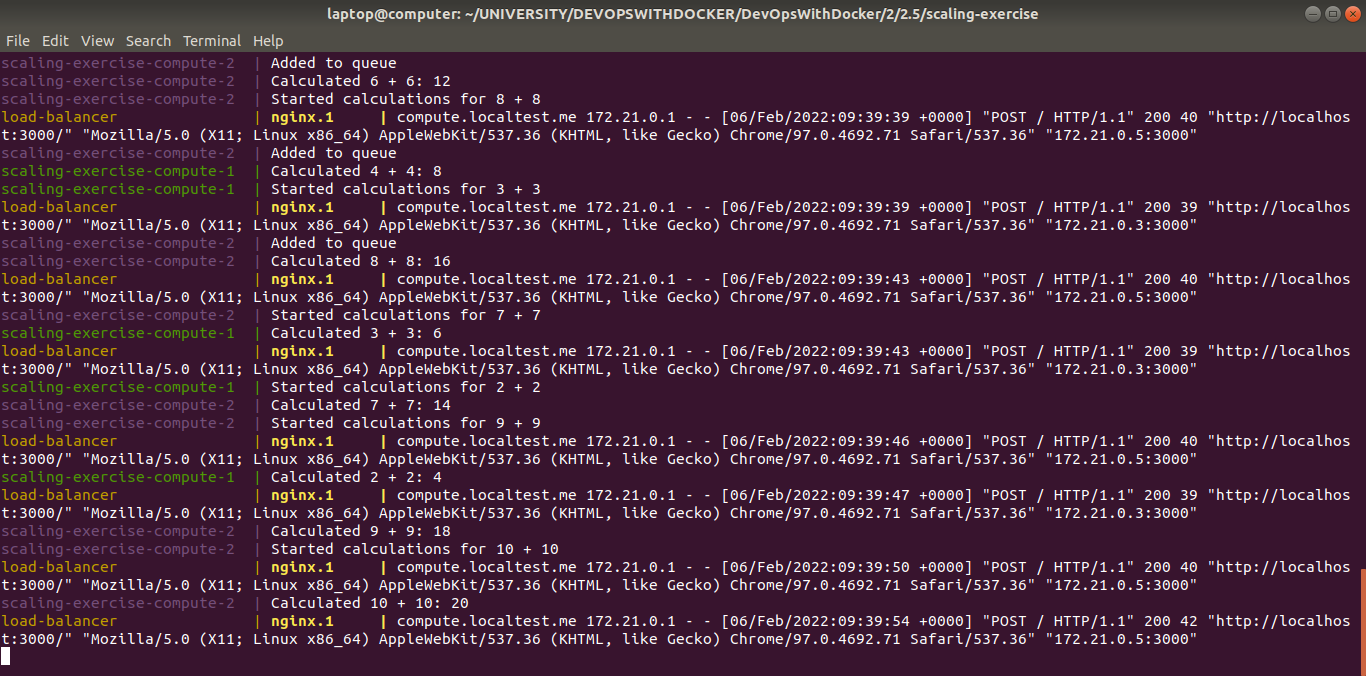 laptop@computer: ~/UNIVERSITY/DEVOPSWITHDOCKER/DevOpsWithDocker/2/2.5/scaling-exercise
File Edit View Search Terminal Help
scaling-exercise-compute-2  | Added to queue
scaling-exercise-compute-2  | Calculated 6 + 6: 12
scaling-exercise-compute-2  | Started calculations for 8 + 8
load-balancer               | nginx.1     | compute.localtest.me 172.21.0.1 - - [06/Feb/2022:09:39:39 +0000] "POST / HTTP/1.1" 200 40 "http://localhos
t:3000/" "Mozilla/5.0 (X11; Linux x86_64) AppleWebKit/537.36 (KHTML, like Gecko) Chrome/97.0.4692.71 Safari/537.36" "172.21.0.5:3000"
scaling-exercise-compute-2  | Added to queue
scaling-exercise-compute-1  | Calculated 4 + 4: 8
scaling-exercise-compute-1  | Started calculations for 3 + 3
load-balancer               | nginx.1     | compute.localtest.me 172.21.0.1 - - [06/Feb/2022:09:39:39 +0000] "POST / HTTP/1.1" 200 39 "http://localhos
t:3000/" "Mozilla/5.0 (X11; Linux x86_64) AppleWebKit/537.36 (KHTML, like Gecko) Chrome/97.0.4692.71 Safari/537.36" "172.21.0.3:3000"
scaling-exercise-compute-2  | Added to queue
scaling-exercise-compute-2  | Calculated 8 + 8: 16
load-balancer               | nginx.1     | compute.localtest.me 172.21.0.1 - - [06/Feb/2022:09:39:43 +0000] "POST / HTTP/1.1" 200 40 "http://localhos
t:3000/" "Mozilla/5.0 (X11; Linux x86_64) AppleWebKit/537.36 (KHTML, like Gecko) Chrome/97.0.4692.71 Safari/537.36" "172.21.0.5:3000"
scaling-exercise-compute-2  | Started calculations for 7 + 7
scaling-exercise-compute-1  | Calculated 3 + 3: 6
load-balancer               | nginx.1     | compute.localtest.me 172.21.0.1 - - [06/Feb/2022:09:39:43 +0000] "POST / HTTP/1.1" 200 39 "http://localhos
t:3000/" "Mozilla/5.0 (X11; Linux x86_64) AppleWebKit/537.36 (KHTML, like Gecko) Chrome/97.0.4692.71 Safari/537.36" "172.21.0.3:3000"
scaling-exercise-compute-1  | Started calculations for 2 + 2
scaling-exercise-compute-2  | Calculated 7 + 7: 14
scaling-exercise-compute-2  | Started calculations for 9 + 9
load-balancer               | nginx.1     | compute.localtest.me 172.21.0.1 - - [06/Feb/2022:09:39:46 +0000] "POST / HTTP/1.1" 200 40 "http://localhos
t:3000/" "Mozilla/5.0 (X11; Linux x86_64) AppleWebKit/537.36 (KHTML, like Gecko) Chrome/97.0.4692.71 Safari/537.36" "172.21.0.5:3000"
scaling-exercise-compute-1  | Calculated 2 + 2: 4
load-balancer               | nginx.1     | compute.localtest.me 172.21.0.1 - - [06/Feb/2022:09:39:47 +0000] "POST / HTTP/1.1" 200 39 "http://localhos
t:3000/" "Mozilla/5.0 (X11; Linux x86_64) AppleWebKit/537.36 (KHTML, like Gecko) Chrome/97.0.4692.71 Safari/537.36" "172.21.0.3:3000"
scaling-exercise-compute-2  | Calculated 9 + 9: 18
scaling-exercise-compute-2  | Started calculations for 10 + 10
load-balancer               | nginx.1     | compute.localtest.me 172.21.0.1 - - [06/Feb/2022:09:39:50 +0000] "POST / HTTP/1.1" 200 40 "http://localhos
t:3000/" "Mozilla/5.0 (X11; Linux x86_64) AppleWebKit/537.36 (KHTML, like Gecko) Chrome/97.0.4692.71 Safari/537.36" "172.21.0.5:3000"
scaling-exercise-compute-2  | Calculated 10 + 10: 20
load-balancer               | nginx.1     | compute.localtest.me 172.21.0.1 - - [06/Feb/2022:09:39:54 +0000] "POST / HTTP/1.1" 200 42 "http://localhos
t:3000/" "Mozilla/5.0 (X11; Linux x86_64) AppleWebKit/537.36 (KHTML, like Gecko) Chrome/97.0.4692.71 Safari/537.36" "172.21.0.5:3000"